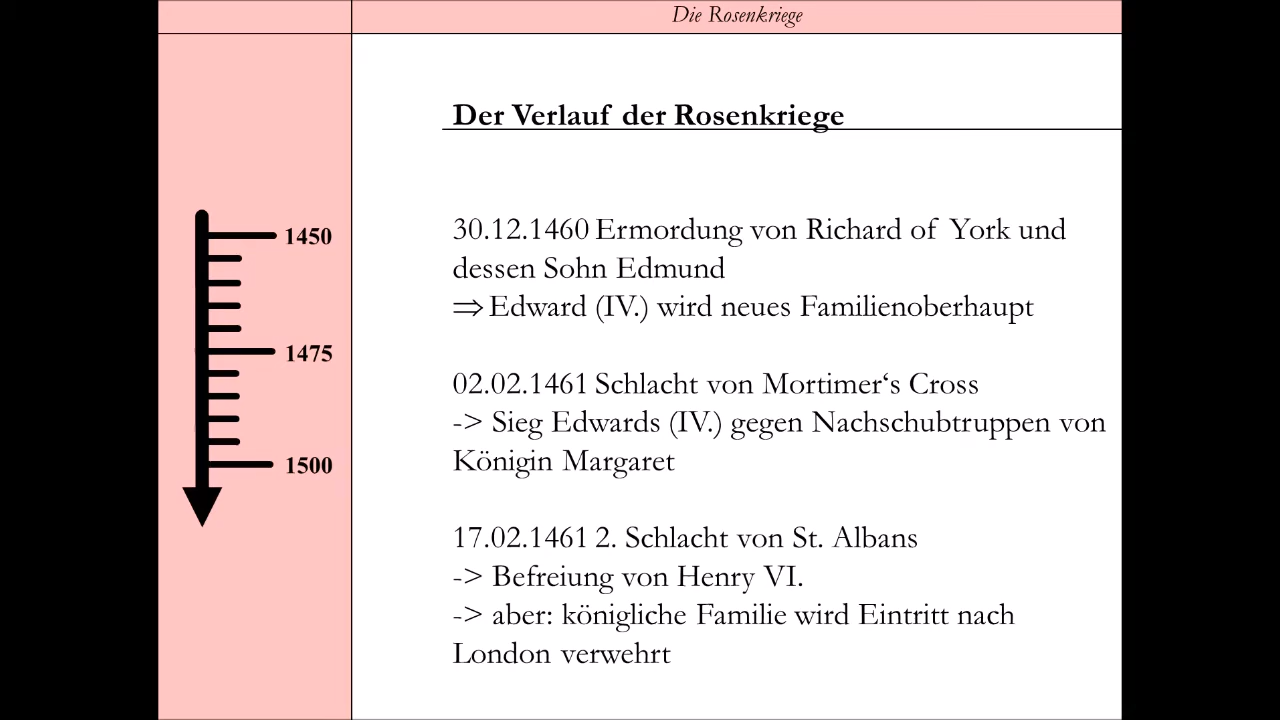 Die Rosenkriege
Der Verlauf der Rosenkriege
1450
1475
1500
30.12.1460 Ermordung von Richard of York und
dessen Sohn Edmund
⇒ Edward (IV.) wird neues Familienoberhaupt
02.02.1461 Schlacht von Mortimer‘s Cross
-> Sieg Edwards (IV.) gegen Nachschubtruppen von
Königin Margaret
17.02.1461 2. Schlacht von St. Albans
-> Befreiung von Henry VI.
-> aber: königliche Familie wird Eintritt nach
London verwehrt